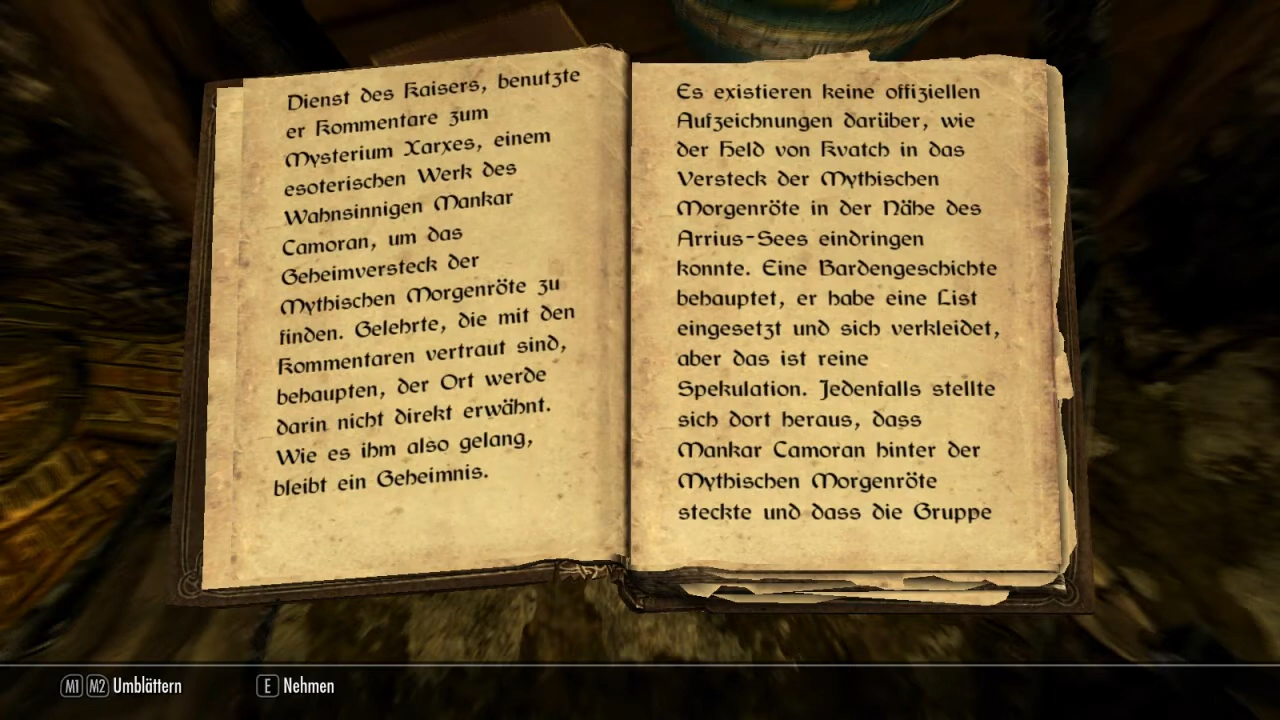 Dienst des Kaisers, benutzte
er Kommentare zum
Mysterium Xarxes, einem
esoterischen Werk des
Wahnsinnigen Mankar
Camoran, um das
Geheimversteck der
Mythischen Morgenröte zu
finden. Gelehrte, die mit den
Kommentaren vertraut sind,
behaupten, der Ort werde
darin nicht direkt erwähnt.
Wie es ihm also gelang,
bleibt ein Geheimnis.
Es existieren keine offiziellen
Aufzeichnungen darüber, wie
der Held von Kvatch in das
Versteck der Mythischen
Morgenröte in der Nähe des
Arrius-Sees eindringen
konnte. Eine Bardengeschichte
behauptet, er habe eine List
eingesetzt und sich verkleidet,
aber das ist reine
Spekulation. Jedenfalls stellte
sich dort heraus, dass
Mankar Camoran hinter der
Mythischen Morgenröte
steckte und dass die Gruppe
M1 M2 Umblättern E Nehmen